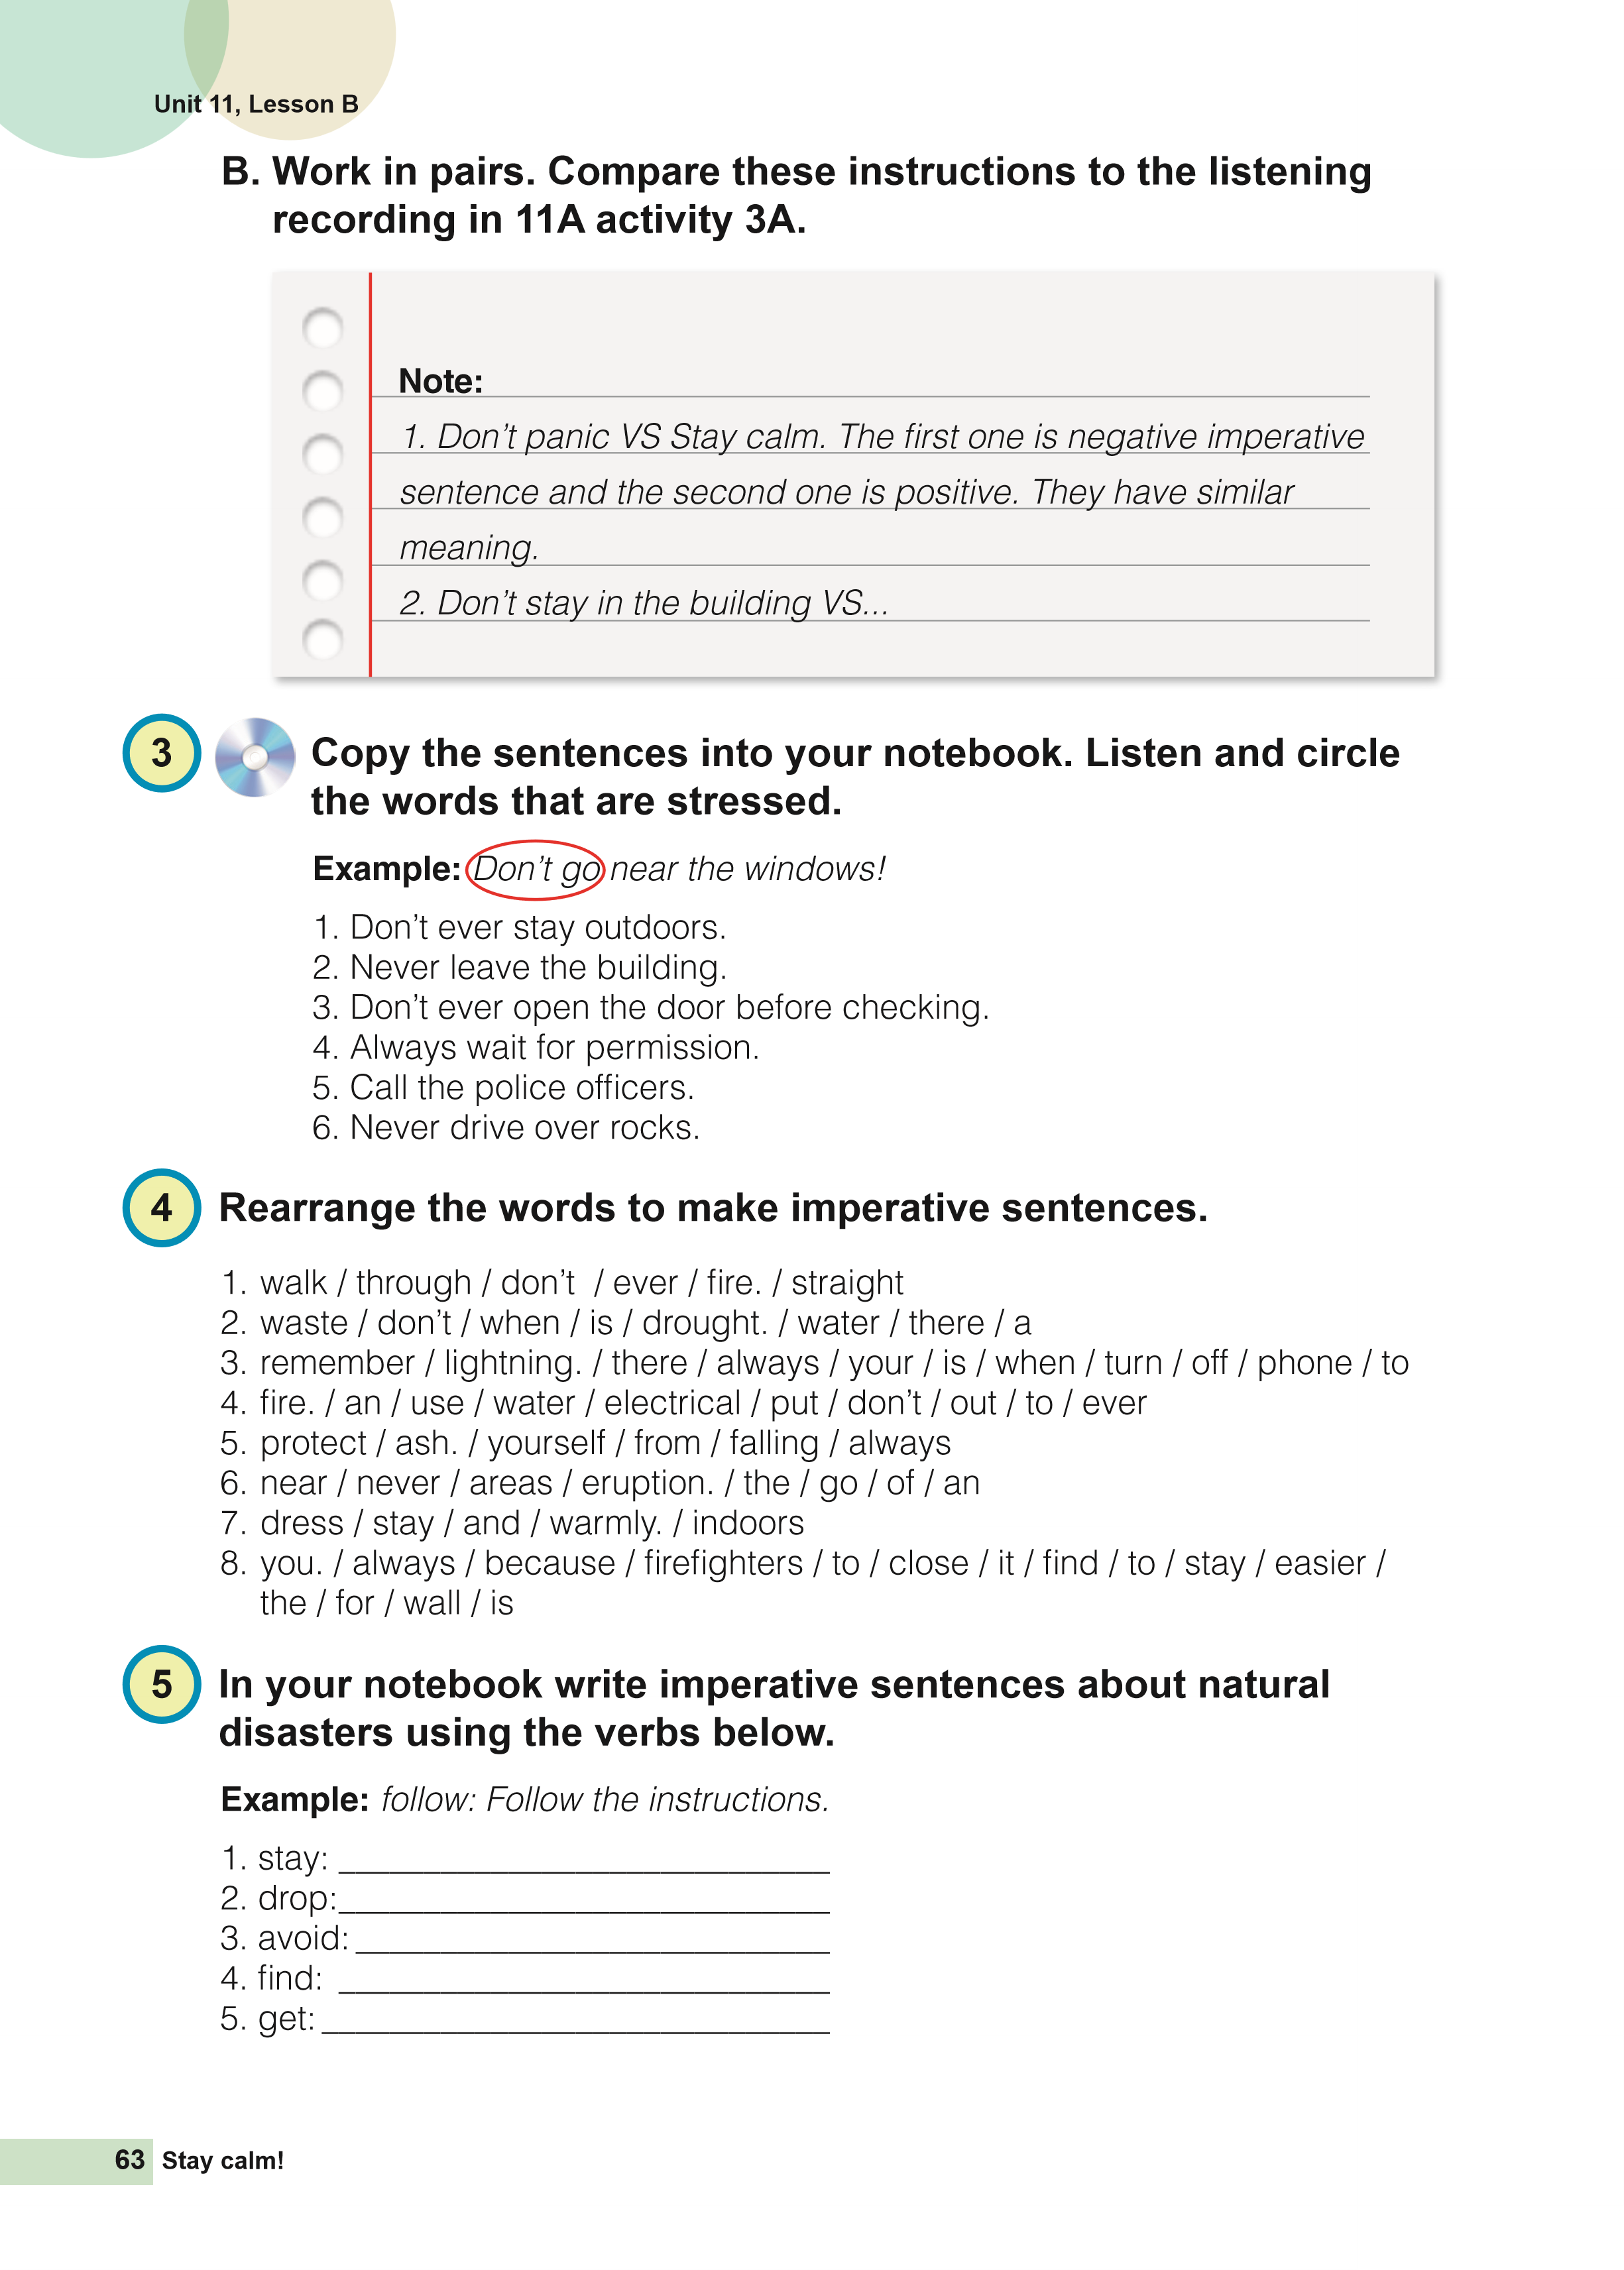 Unit 11, Lesson B
B. Work in pairs. Compare these instructions to the listening
recording in 11A activity 3A.
Note:
1. Don’t panic VS Stay calm. The first one is negative imperative
sentence and the second one is positive. They have similar
meaning.
2. Don’t stay in the building VS...
3 Copy the sentences into your notebook. Listen and circle
the words that are stressed.
Example: Don’t go near the windows!
1. Don’t ever stay outdoors.
2. Never leave the building.
3. Don’t ever open the door before checking.
4. Always wait for permission.
5. Call the police officers.
6. Never drive over rocks.
4 Rearrange the words to make imperative sentences.
1. walk / through / don’t / ever / fire. / straight
2. waste / don’t / when / is / drought. / water / there / a
3. remember / lightning. / there / always / your / is / when / turn / off / phone / to
4. fire. / an / use / water / electrical / put / don’t / out / to / ever
5. protect / ash. / yourself / from / falling / always
6. near / never / areas / eruption. / the / go / of / an
7. dress / stay / and / warmly. / indoors
8. you. / always / because / firefighters / to / close / it / find / to / stay / easier /
the / for / wall / is
5 In your notebook write imperative sentences about natural
disasters using the verbs below.
Example: follow: Follow the instructions.
1. stay: ____________________________
2. drop:____________________________
3. avoid: ___________________________
4. find: ____________________________
5. get: _____________________________
63 Stay calm!